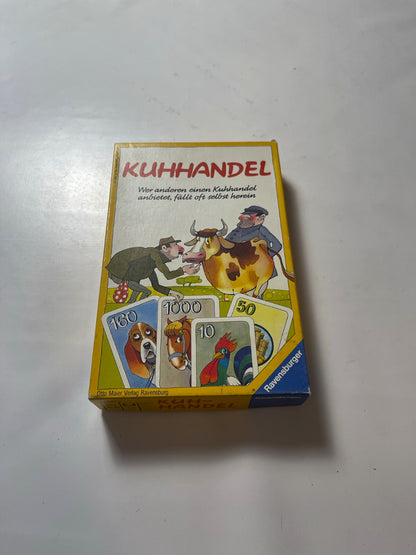 KUHHANDEL
Wer anderen einen Kuhhandel
anbietet, fällt oft selbst herein
160
1000
10
50
Ravensburger
Otto Maier Verlag Ravensburg
KUH-
HANDEL